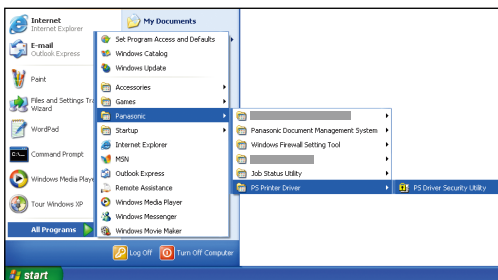 Internet
Internet Explorer
E-mail
Outlook Express
Paint
Files and Settings Tra
Wizard
WordPad
Command Prompt
Windows Media Playe
Tour Windows XP
All Programs
My Documents
Set Program Access and Defaults
Windows Catalog
Windows Update
Accessories
Games
Panasonic
Startup
Internet Explorer
MSN
Outlook Express
Remote Assistance
Windows Media Player
Windows Messenger
Windows Movie Maker
Panasonic Document Management System
Windows Firewall Setting Tool
Job Status Utility
PS Printer Driver
PS Driver Security Utility
Log Off
Turn Off Computer
start